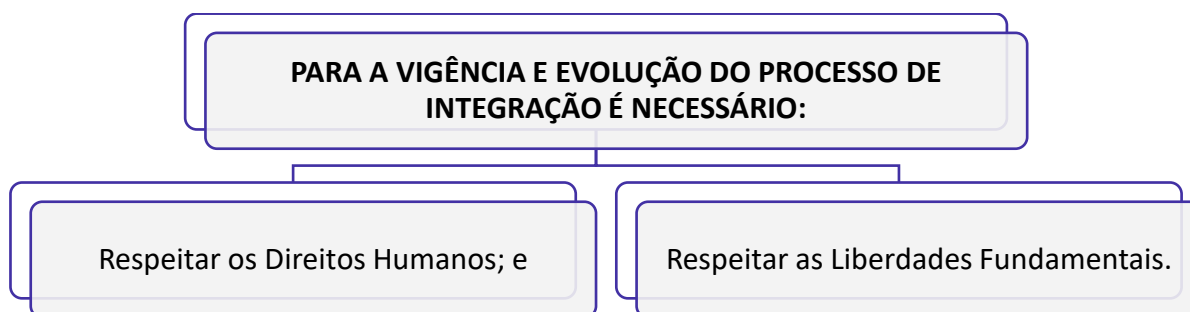 PARA A VIGÊNCIA E EVOLUÇÃO DO PROCESSO DE
INTEGRAÇÃO É NECESSÁRIO:
Respeitar os Direitos Humanos; e
Respeitar as Liberdades Fundamentais.